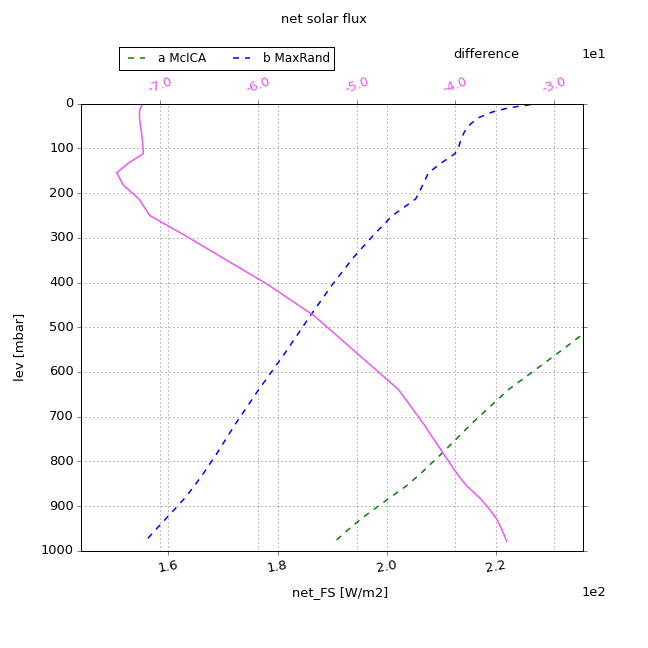 net solar flux
a McICA b MaxRand
difference 1e1
-7.0 -6.0 -5.0 -4.0 -3.0
0
100
200
300
400
500
600
700
800
900
1000
lev [mbar]
1.6 1.8 2.0 2.2
net_FS [W/m2] 1e2